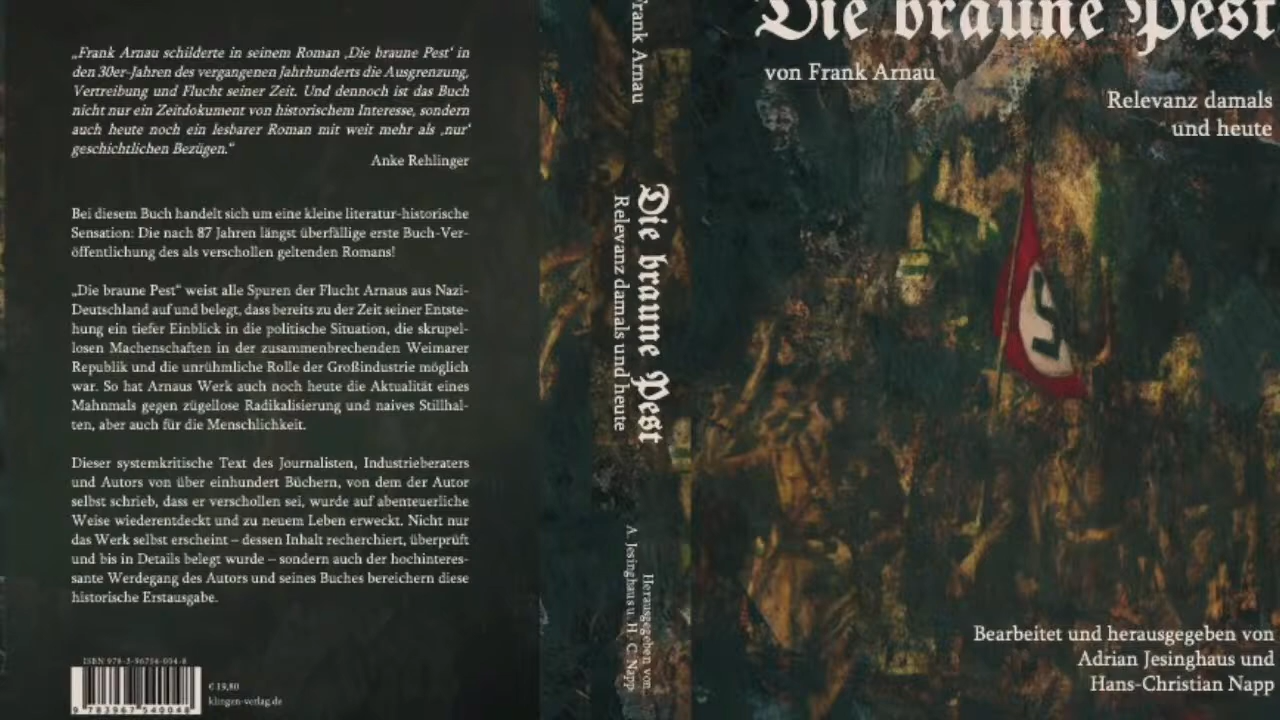 „Frank Arnau schilderte in seinem Roman ‚Die braune Pest‘ in
den 30er-Jahren des vergangenen Jahrhunderts die Ausgrenzung,
Vertreibung und Flucht seiner Zeit. Und dennoch ist das Buch
nicht nur ein Zeitdokument von historischem Interesse, sondern
auch heute noch ein lesbarer Roman mit weit mehr als ‚nur‘
geschichtlichen Bezügen.“
Anke Rehlinger
Bei diesem Buch handelt sich um eine kleine literatur-historische
Sensation: Die nach 87 Jahren längst überfällige erste Buch-Ver-
öffentlichung des als verschollen geltenden Romans!
„Die braune Pest“ weist alle Spuren der Flucht Arnaus aus Nazi-
Deutschland auf und belegt, dass bereits zu der Zeit seiner Entste-
hung ein tiefer Einblick in die politische Situation, die skrupel-
losen Machenschaften in der zusammenbrechenden Weimarer
Republik und die unrühmliche Rolle der Großindustrie möglich
war. So hat Arnaus Werk auch noch heute die Aktualität eines
Mahnmals gegen zügellose Radikalisierung und naives Stillhal-
ten, aber auch für die Menschlichkeit.
Dieser systemkritische Text des Journalisten, Industrieberaters
und Autors von über einhundert Büchern, von dem der Autor
selbst schrieb, dass er verschollen sei, wurde auf abenteuerliche
Weise wiederentdeckt und zu neuem Leben erweckt. Nicht nur
das Werk selbst erscheint – dessen Inhalt recherchiert, überprüft
und bis in Details belegt wurde – sondern auch der hochinteres-
sante Werdegang des Autors und seines Buches bereichern diese
historische Erstausgabe.
ISBN 978-3-96754-004-8
9 783967 540048
€ 19,80
klingen-verlag.de
Frank Arnau
Die braune Pest
Relevanz damals und heute
Herausgegeben von
A. Jesinghaus u. H.-C. Napp
Die braune Pest
von Frank Arnau
Relevanz damals
und heute
Bearbeitet und herausgegeben von
Adrian Jesinghaus und
Hans-Christian Napp